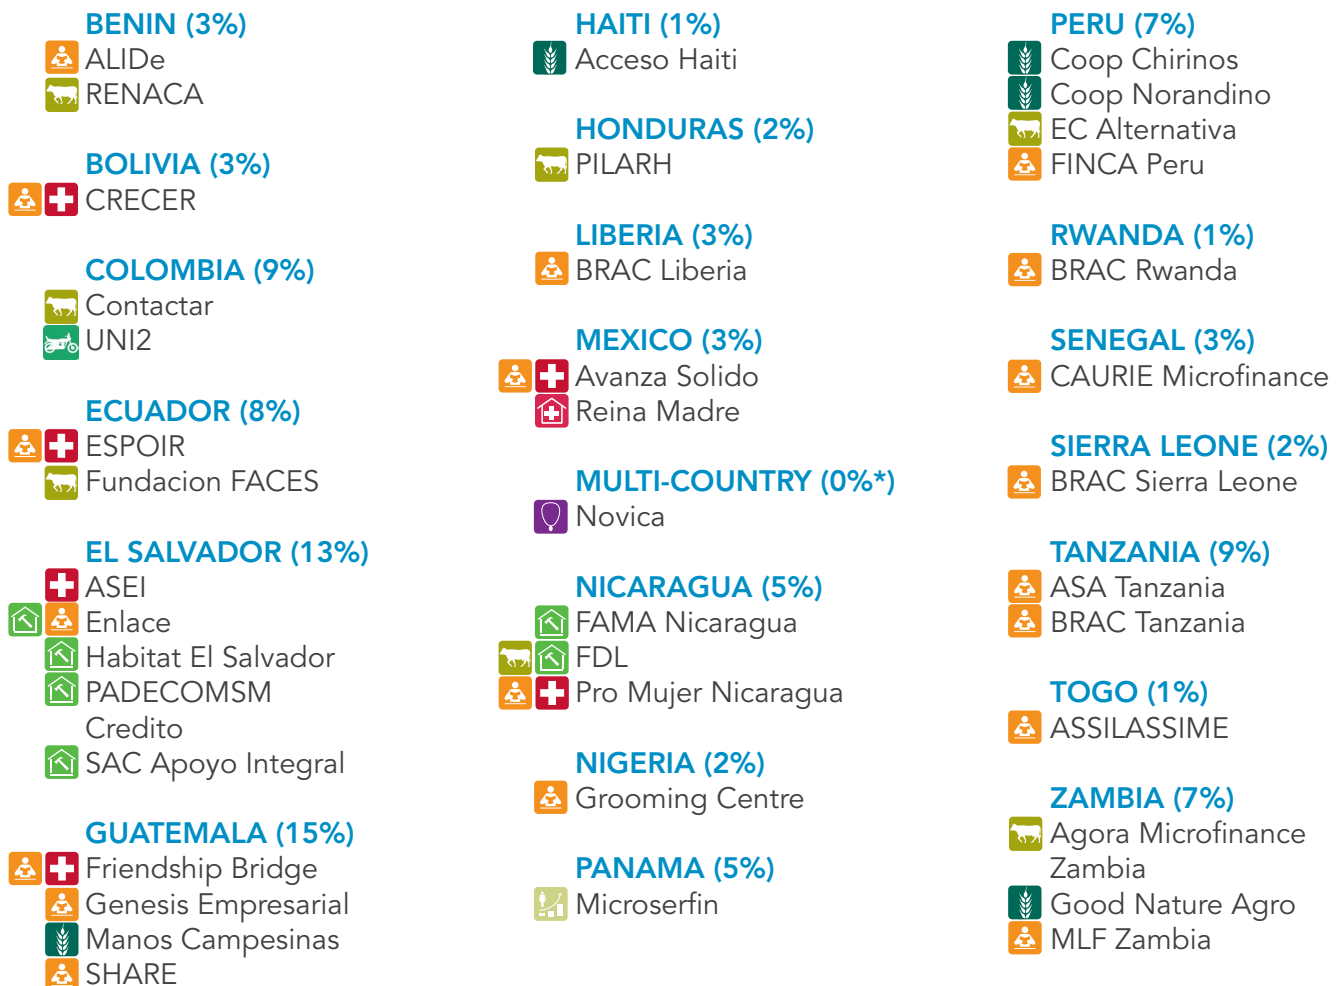 BENIN (3%)
ALIDe
RENACA
BOLIVIA (3%)
CRECER
COLOMBIA (9%)
Contactar
UNI2
ECUADOR (8%)
ESPOIR
Fundacion FACES
EL SALVADOR (13%)
ASEI
Enlace
Habitat El Salvador
PADECOMSM
Credito
SAC Apoyo Integral
GUATEMALA (15%)
Friendship Bridge
Genesis Empresarial
Manos Campesinas
SHARE
HAITI (1%)
Acceso Haiti
HONDURAS (2%)
PILARH
LIBERIA (3%)
BRAC Liberia
MEXICO (3%)
Avanza Solido
Reina Madre
MULTI-COUNTRY (0%*)
Novica
NICARAGUA (5%)
FAMA Nicaragua
FDL
Pro Mujer Nicaragua
NIGERIA (2%)
Grooming Centre
PANAMA (5%)
Microserfin
PERU (7%)
Coop Chirinos
Coop Norandino
EC Alternativa
FINCA Peru
RWANDA (1%)
BRAC Rwanda
SENEGAL (3%)
CAURIE Microfinance
SIERRA LEONE (2%)
BRAC Sierra Leone
TANZANIA (9%)
ASA Tanzania
BRAC Tanzania
TOGO (1%)
ASSILASSIME
ZAMBIA (7%)
Agora Microfinance
Zambia
Good Nature Agro
MLF Zambia